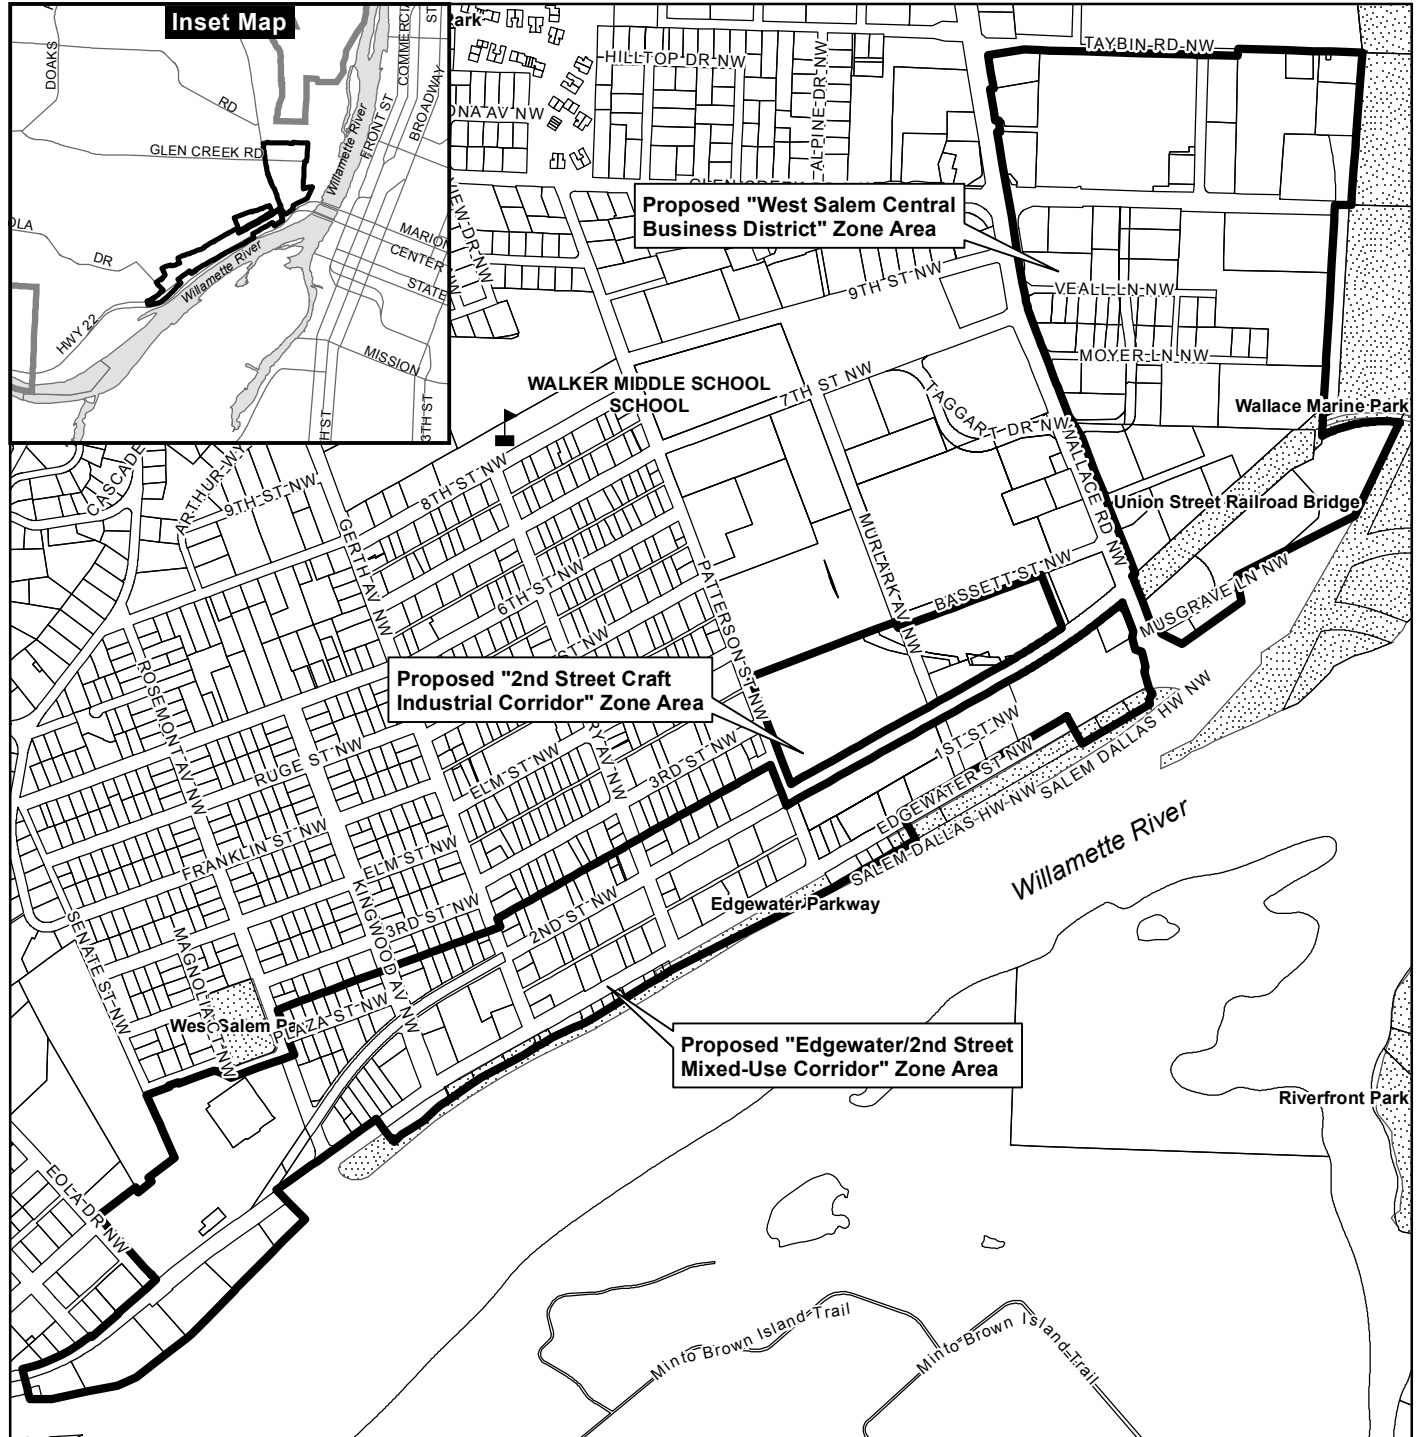 Inset Map
DOAKS
RD
GLEN CREEK RD
DR
HWY 22
Willamette River
Willamette River
FRONT ST
BROADWAY
MARION
CENTER
STATE
MISSION
TAYBIN RD NW
HILLTOP DR NW
ALPINE DR NW
Proposed "West Salem Central
Business District" Zone Area
9TH ST NW
VEALL LN NW
MOYER LN NW
WALKER MIDDLE SCHOOL
SCHOOL
7TH ST NW
TAGGART DR NW
WALLACE RD NW
Wallace Marine Park
Union Street Railroad Bridge
CASCADE
9TH ST NW
8TH ST NW
GERTH AV NW
6TH ST NW
PATTERSON ST NW
MURLARK AV NW
BASSETT ST NW
MUSGRAVE LN NW
Proposed "2nd Street Craft
Industrial Corridor" Zone Area
ROSEMONT AV NW
RUGE ST NW
ELM ST NW
3RD ST NW
1ST ST NW
EDGEWATER ST NW
SALEM DALLAS HW NW
SALEM DALLAS HW NW
FRANKLIN ST NW
ELM ST NW
KINGWOOD AV NW
3RD ST NW
2ND ST NW
Edgewater Parkway
Willamette River
SENATE ST NW
MAGNOLIA CT NW
West Salem Pa
PLAZA ST NW
Proposed "Edgewater/2nd Street
Mixed-Use Corridor" Zone Area
Riverfront Park
EOLA DR NW
Minto Brown Island Trail
Minto Brown Island Trail